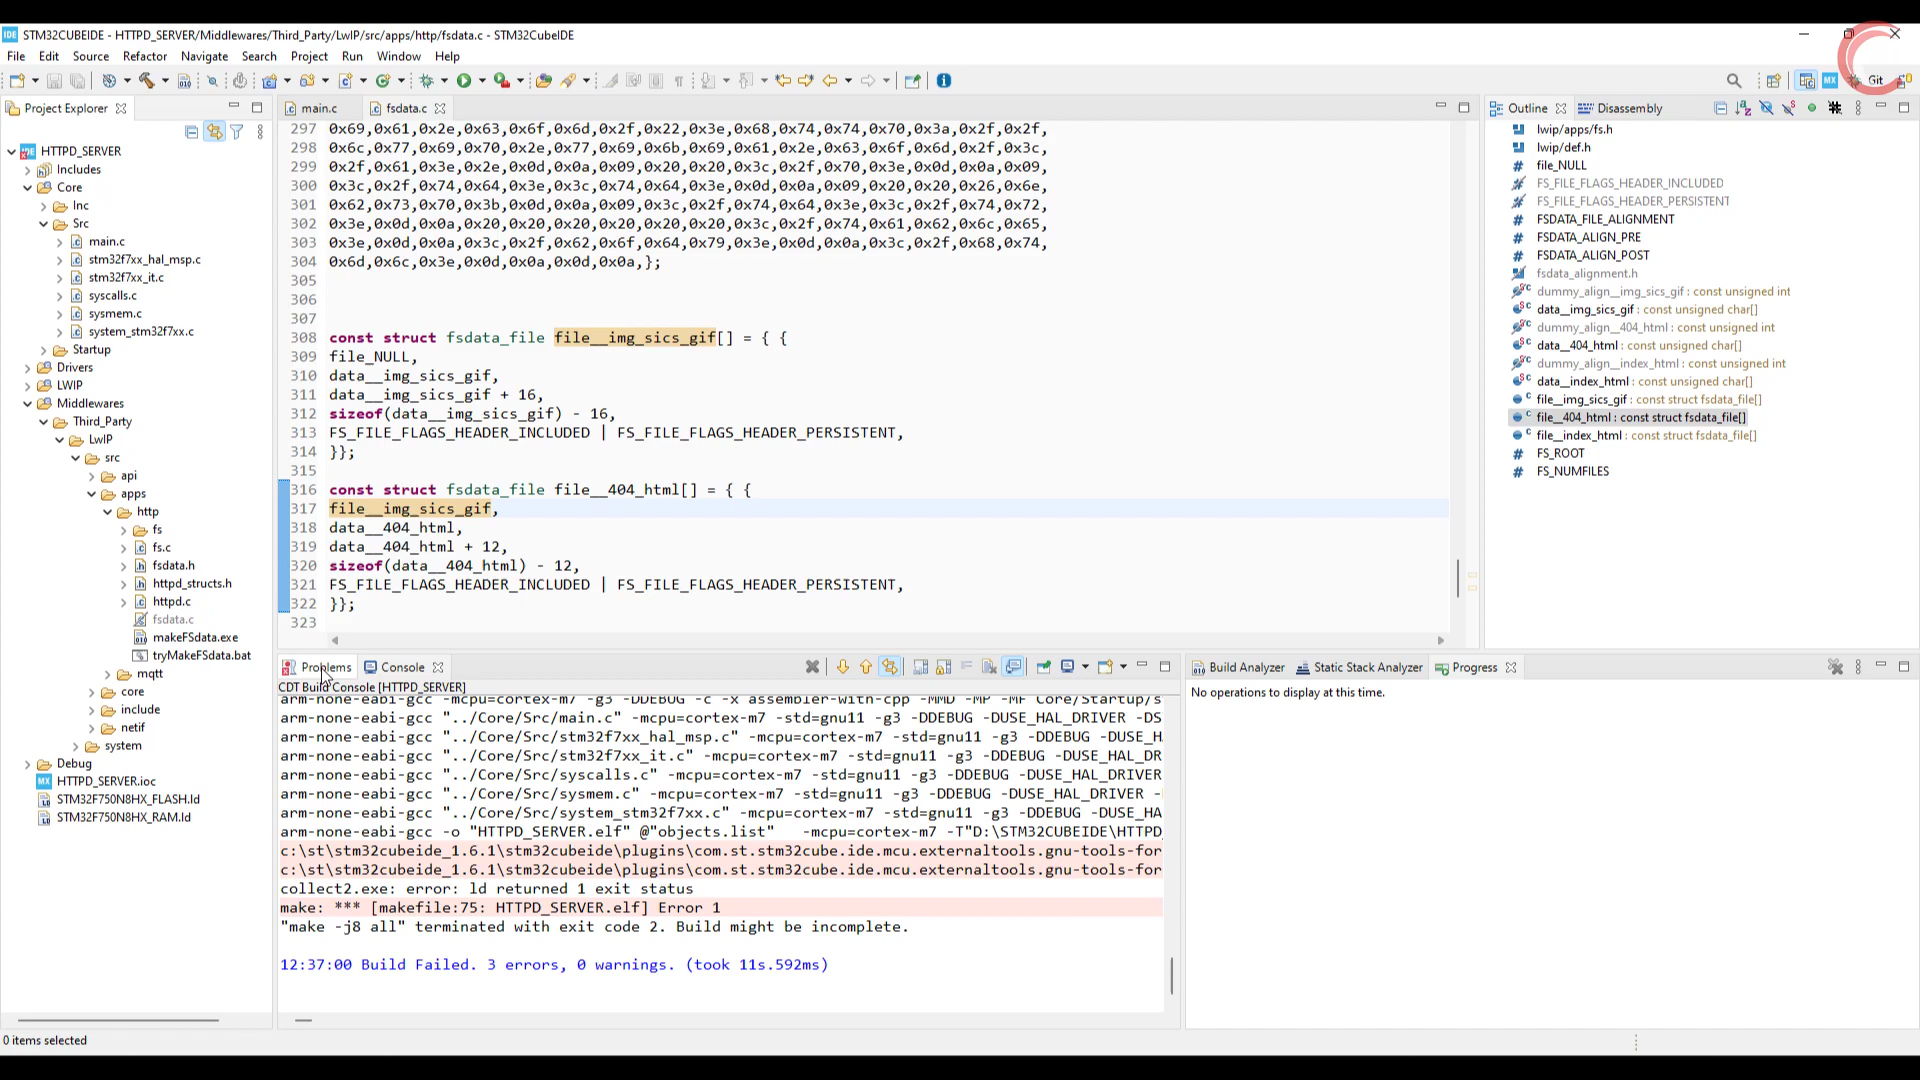 IDE STM32CUBEIDE - HTTPD_SERVER/Middlewares/Third_Party/LwIP/src/apps/http/fsdata.c - STM32CubeIDE
File Edit Source Refactor Navigate Search Project Run Window Help
MX Git
Project Explorer
HTTPD_SERVER
Includes
Core
Inc
Src
main.c
stm32f7xx_hal_msp.c
stm32f7xx_it.c
syscalls.c
sysmem.c
system_stm32f7xx.c
Startup
Drivers
LWIP
Middlewares
Third_Party
LwIP
src
api
apps
http
fs
fs.c
fsdata.h
httpd_structs.h
httpd.c
fsdata.c
makeFSdata.exe
tryMakeFSdata.bat
mqtt
core
include
netif
system
Debug
HTTPD_SERVER.ioc
STM32F750N8HX_FLASH.ld
STM32F750N8HX_RAM.ld
main.c fsdata.c
297 0x69,0x61,0x2e,0x63,0x6f,0x6d,0x2f,0x22,0x3e,0x68,0x74,0x74,0x70,0x3a,0x2f,0x2f,
298 0x6c,0x77,0x69,0x70,0x2e,0x77,0x69,0x6b,0x69,0x61,0x2e,0x63,0x6f,0x6d,0x2f,0x3c,
299 0x2f,0x61,0x3e,0x2e,0x0d,0x0a,0x09,0x20,0x20,0x3c,0x2f,0x70,0x3e,0x0d,0x0a,0x09,
300 0x3c,0x2f,0x74,0x64,0x3e,0x3c,0x74,0x64,0x3e,0x0d,0x0a,0x09,0x20,0x20,0x26,0x6e,
301 0x62,0x73,0x70,0x3b,0x0d,0x0a,0x09,0x3c,0x2f,0x74,0x64,0x3e,0x3c,0x2f,0x74,0x72,
302 0x3e,0x0d,0x0a,0x20,0x20,0x20,0x20,0x20,0x20,0x3c,0x2f,0x74,0x61,0x62,0x6c,0x65,
303 0x3e,0x0d,0x0a,0x3c,0x2f,0x62,0x6f,0x64,0x79,0x3e,0x0d,0x0a,0x3c,0x2f,0x68,0x74,
304 0x6d,0x6c,0x3e,0x0d,0x0a,0x0d,0x0a,};
305
306
307
308 const struct fsdata_file file__img_sics_gif[] = { {
309 file_NULL,
310 data__img_sics_gif,
311 data__img_sics_gif + 16,
312 sizeof(data__img_sics_gif) - 16,
313 FS_FILE_FLAGS_HEADER_INCLUDED | FS_FILE_FLAGS_HEADER_PERSISTENT,
314 }};
315
316 const struct fsdata_file file__404_html[] = { {
317 file__img_sics_gif,
318 data__404_html,
319 data__404_html + 12,
320 sizeof(data__404_html) - 12,
321 FS_FILE_FLAGS_HEADER_INCLUDED | FS_FILE_FLAGS_HEADER_PERSISTENT,
322 }};
323
Outline Disassembly
lwip/apps/fs.h
lwip/def.h
file_NULL
FS_FILE_FLAGS_HEADER_INCLUDED
FS_FILE_FLAGS_HEADER_PERSISTENT
FSDATA_FILE_ALIGNMENT
FSDATA_ALIGN_PRE
FSDATA_ALIGN_POST
fsdata_alignment.h
dummy_align__img_sics_gif : const unsigned int
data__img_sics_gif : const unsigned char[]
dummy_align__404_html : const unsigned int
data__404_html : const unsigned char[]
dummy_align__index_html : const unsigned int
data__index_html : const unsigned char[]
file__img_sics_gif : const struct fsdata_file[]
file__404_html : const struct fsdata_file[]
file__index_html : const struct fsdata_file[]
FS_ROOT
FS_NUMFILES
Problems Console
CDT Build Console [HTTPD_SERVER]
arm-none-eabi-gcc -mcpu=cortex-m7 -g3 -DDEBUG -c -x assembler-with-cpp -MMD -MP -MF Core/Startup/s
arm-none-eabi-gcc "../Core/Src/main.c" -mcpu=cortex-m7 -std=gnu11 -g3 -DDEBUG -DUSE_HAL_DRIVER -DS
arm-none-eabi-gcc "../Core/Src/stm32f7xx_hal_msp.c" -mcpu=cortex-m7 -std=gnu11 -g3 -DDEBUG -DUSE_H
arm-none-eabi-gcc "../Core/Src/stm32f7xx_it.c" -mcpu=cortex-m7 -std=gnu11 -g3 -DDEBUG -DUSE_HAL_DR
arm-none-eabi-gcc "../Core/Src/syscalls.c" -mcpu=cortex-m7 -std=gnu11 -g3 -DDEBUG -DUSE_HAL_DRIVER
arm-none-eabi-gcc "../Core/Src/sysmem.c" -mcpu=cortex-m7 -std=gnu11 -g3 -DDEBUG -DUSE_HAL_DRIVER -
arm-none-eabi-gcc "../Core/Src/system_stm32f7xx.c" -mcpu=cortex-m7 -std=gnu11 -g3 -DDEBUG -DUSE_HA
arm-none-eabi-gcc -o "HTTPD_SERVER.elf" @"objects.list" -mcpu=cortex-m7 -T"D:\STM32CUBEIDE\HTTPD_
c:\st\stm32cubeide_1.6.1\stm32cubeide\plugins\com.st.stm32cube.ide.mcu.externaltools.gnu-tools-for
c:\st\stm32cubeide_1.6.1\stm32cubeide\plugins\com.st.stm32cube.ide.mcu.externaltools.gnu-tools-for
collect2.exe: error: ld returned 1 exit status
make: *** [makefile:75: HTTPD_SERVER.elf] Error 1
"make -j8 all" terminated with exit code 2. Build might be incomplete.
12:37:00 Build Failed. 3 errors, 0 warnings. (took 11s.592ms)
Build Analyzer Static Stack Analyzer Progress
No operations to display at this time.
0 items selected